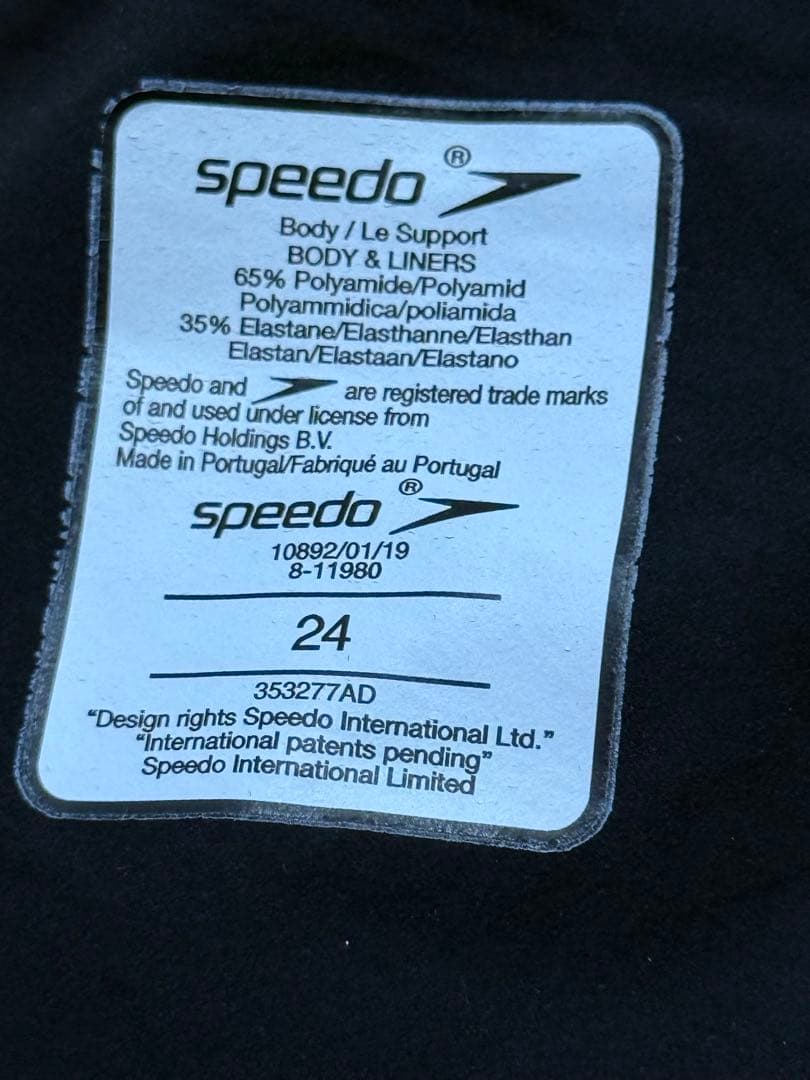 speedo®
Body / Le Support
BODY & LINERS
65% Polyamide/Polyamid
Polyammidica/poliamida
35% Elastane/Elasthanne/Elasthan
Elastan/Elastaan/Elastano
Speedo and are registered trade marks
of and used under license from
Speedo Holdings B.V.
Made in Portugal/Fabriqué au Portugal
speedo®
10892/01/19
8-11980
24
353277AD
“Design rights Speedo International Ltd.”
“International patents pending”
Speedo International Limited